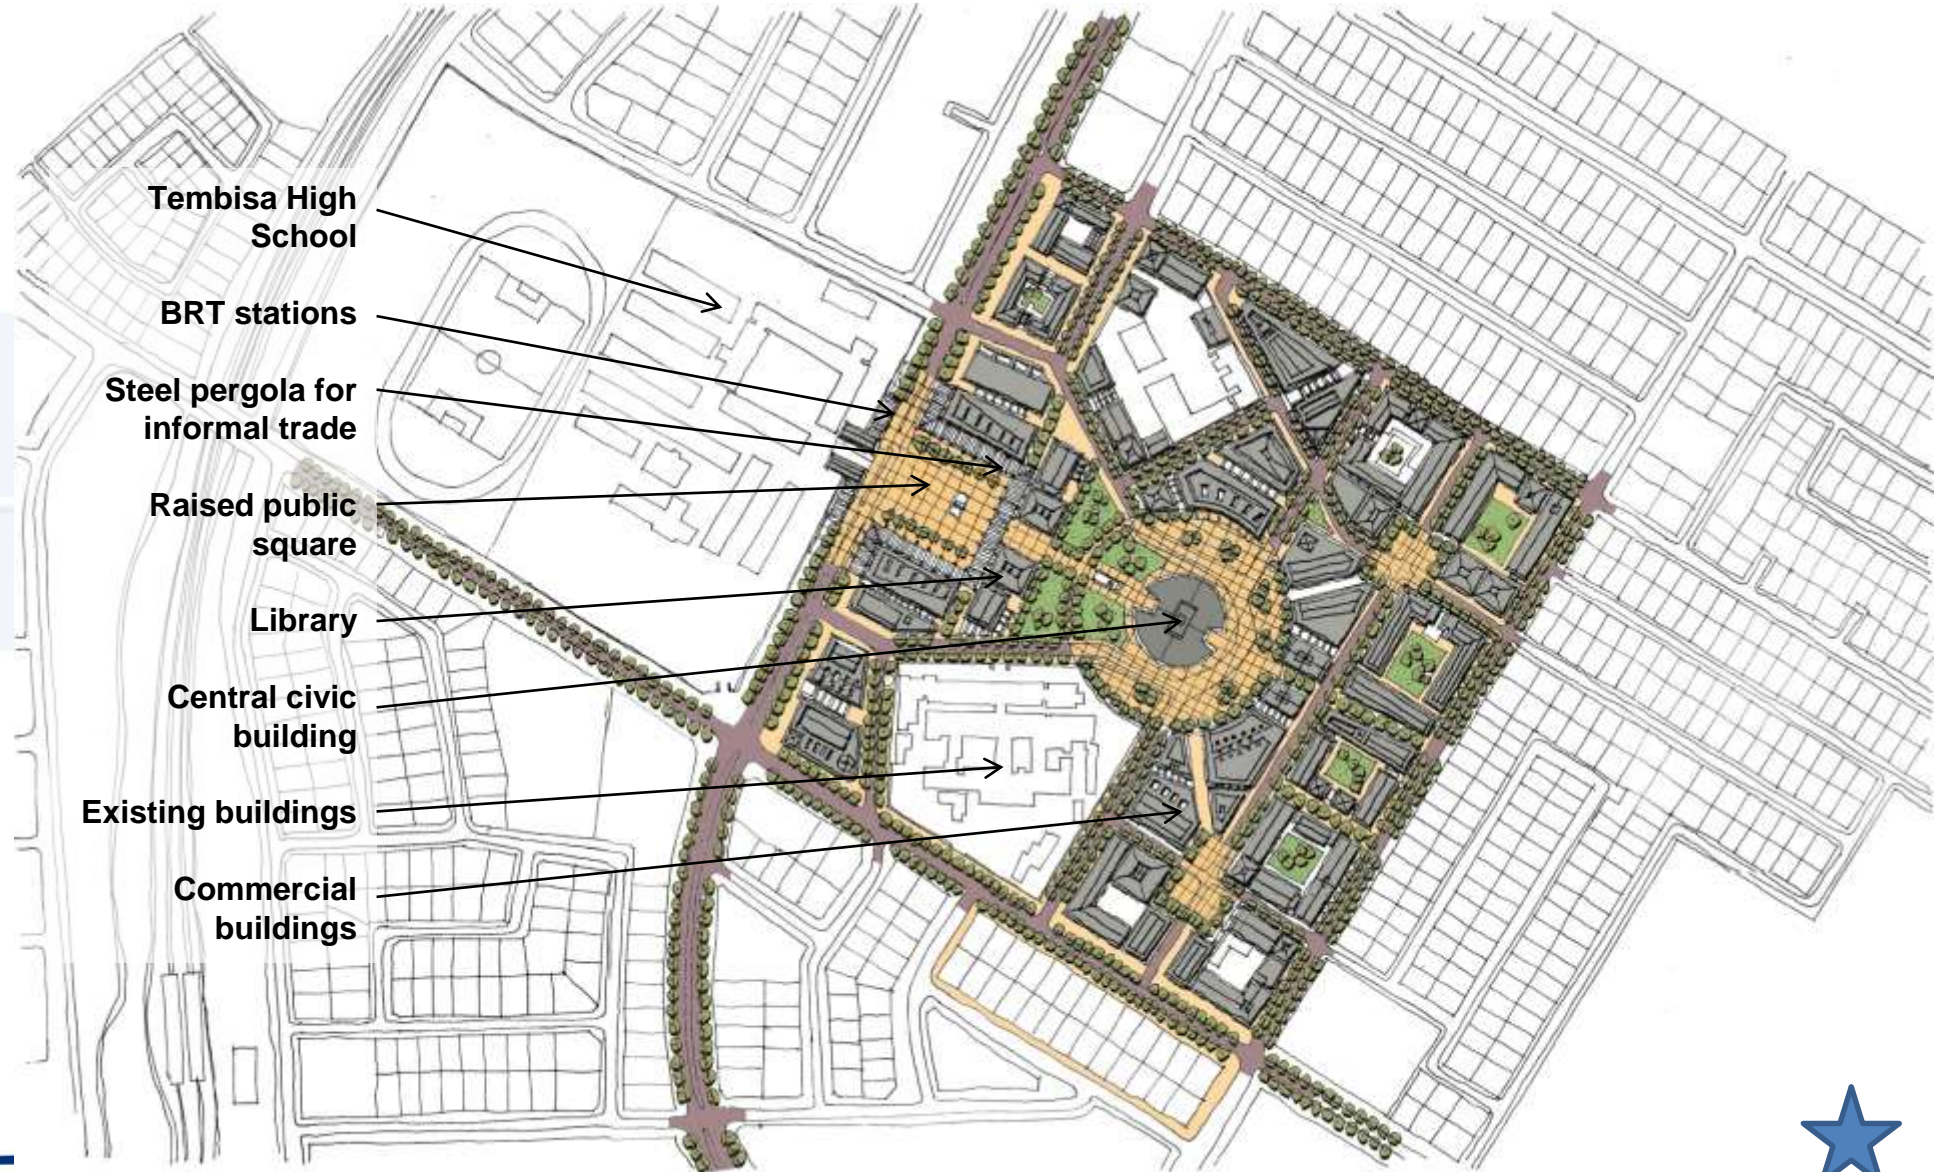 Tembisa High
School
BRT stations
Steel pergola for
informal trade
Raised public
square
Library
Central civic
building
Existing buildings
Commercial
buildings